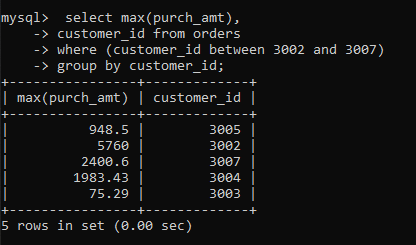 mysql>  select max(purch_amt),
    -> customer_id from orders
    -> where (customer_id between 3002 and 3007)
    -> group by customer_id;
+----------------+-------------+
| max(purch_amt) | customer_id |
+----------------+-------------+
|          948.5 |        3005 |
|           5760 |        3002 |
|         2400.6 |        3007 |
|        1983.43 |        3004 |
|          75.29 |        3003 |
+----------------+-------------+
5 rows in set (0.00 sec)